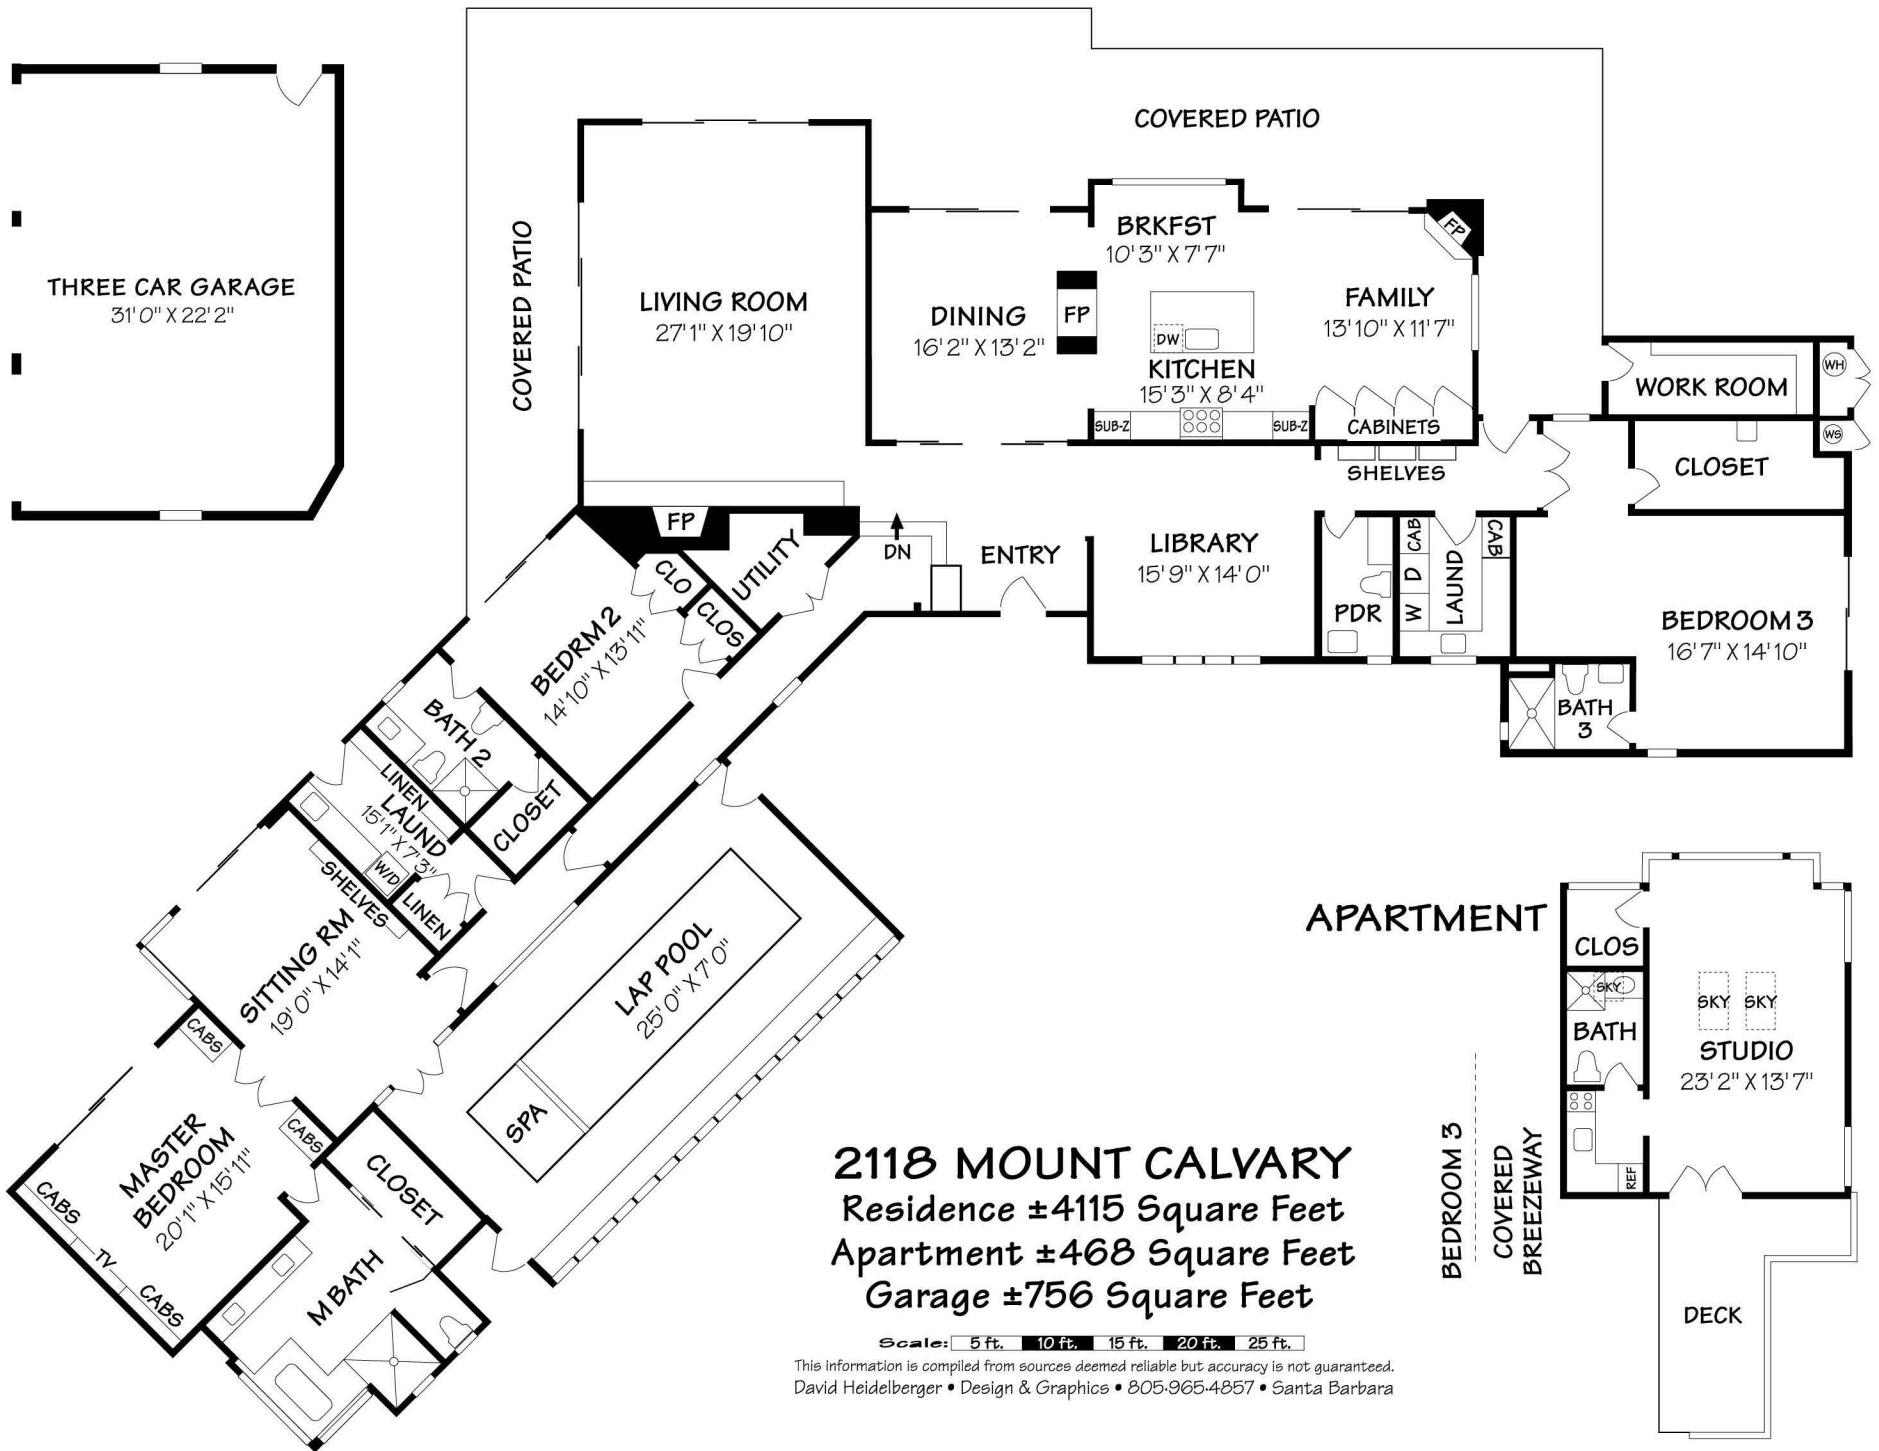 THREE CAR GARAGE
31'0" X 22'2"
COVERED PATIO
COVERED PATIO
LIVING ROOM
27'1" X 19'10"
DINING
16'2" X 13'2"
FP
BRKFST
10'3" X 7'7"
DW
KITCHEN
15'3" X 8'4"
SUB-Z
SUB-Z
FP
FAMILY
13'10" X 11'7"
CABINETS
SHELVES
WORK ROOM
WH
WS
CLOSET
FP
UTILITY
DN
ENTRY
LIBRARY
15'9" X 14'0"
PDR
CAB
D
W
LAUND
CAB
BEDROOM 3
16'7" X 14'10"
BATH
3
CLO
CLOS
BEDRM 2
14'10" X 13'11"
BATH 2
CLOSET
LINEN
LAUND
15'1" X 7'3"
W/D
LINEN
SHELVES
SITTING RM
19'0" X 14'1"
CABS
CABS
MASTER
BEDROOM
20'1" X 15'11"
CABS
TV
CABS
CLOSET
M BATH
LAP POOL
25'0" X 7'0"
SPA
APARTMENT
CLOS
SKY
BATH
SKY
SKY
STUDIO
23'2" X 13'7"
REF
DECK
BEDROOM 3
COVERED
BREEZEWAY
2118 MOUNT CALVARY
Residence ±4115 Square Feet
Apartment ±468 Square Feet
Garage ±756 Square Feet
Scale: 5 ft. 10 ft. 15 ft. 20 ft. 25 ft.
This information is compiled from sources deemed reliable but accuracy is not guaranteed.
David Heidelberger • Design & Graphics • 805•965•4857 • Santa Barbara